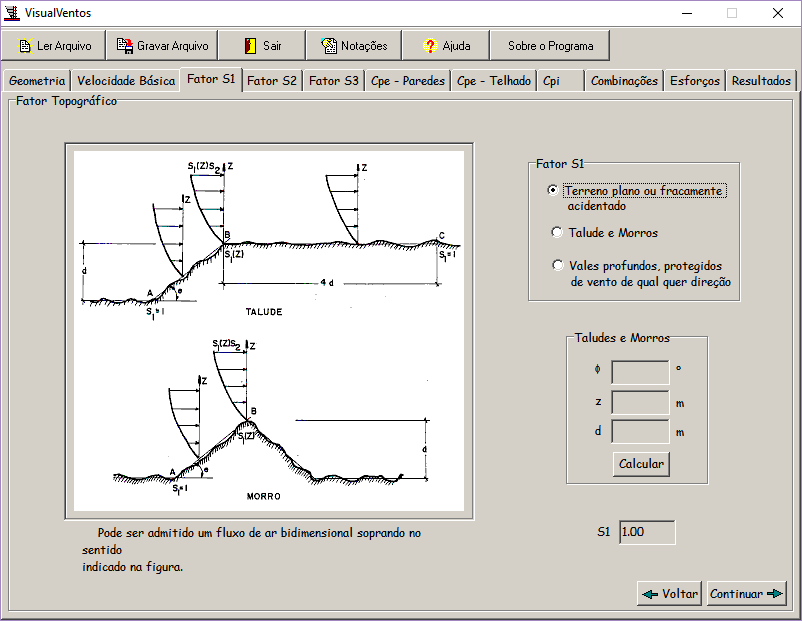 VisualVentos
Ler Arquivo Gravar Arquivo Sair Notações Ajuda Sobre o Programa
Geometria Velocidade Básica Fator S1 Fator S2 Fator S3 Cpe - Paredes Cpe - Telhado Cpi Combinações Esforços Resultados
Fator Topográfico
S1(Z)S2 Z
Z
Z
B
C
S1(Z)
S1=1
d
A
θ
4 d
S1=1
TALUDE
S1(Z)S2 Z
Z
B
S1(Z)
d
A
θ
S1=1
MORRO
Pode ser admitido um fluxo de ar bidimensional soprando no
sentido
indicado na figura.
Fator S1
Terreno plano ou fracamente
acidentado
Talude e Morros
Vales profundos, protegidos
de vento de qual quer direção
Taludes e Morros
ϕ °
z m
d m
Calcular
S1 1.00
Voltar Continuar